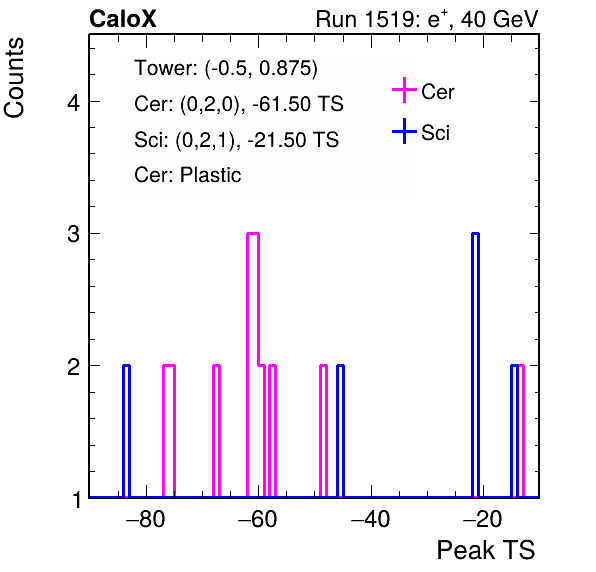 CaloX Run 1519: e⁺, 40 GeV
Counts
Tower: (-0.5, 0.875)
Cer: (0,2,0), -61.50 TS
Sci: (0,2,1), -21.50 TS
Cer: Plastic
Cer
Sci
4
3
2
1
−80 −60 −40 −20
Peak TS